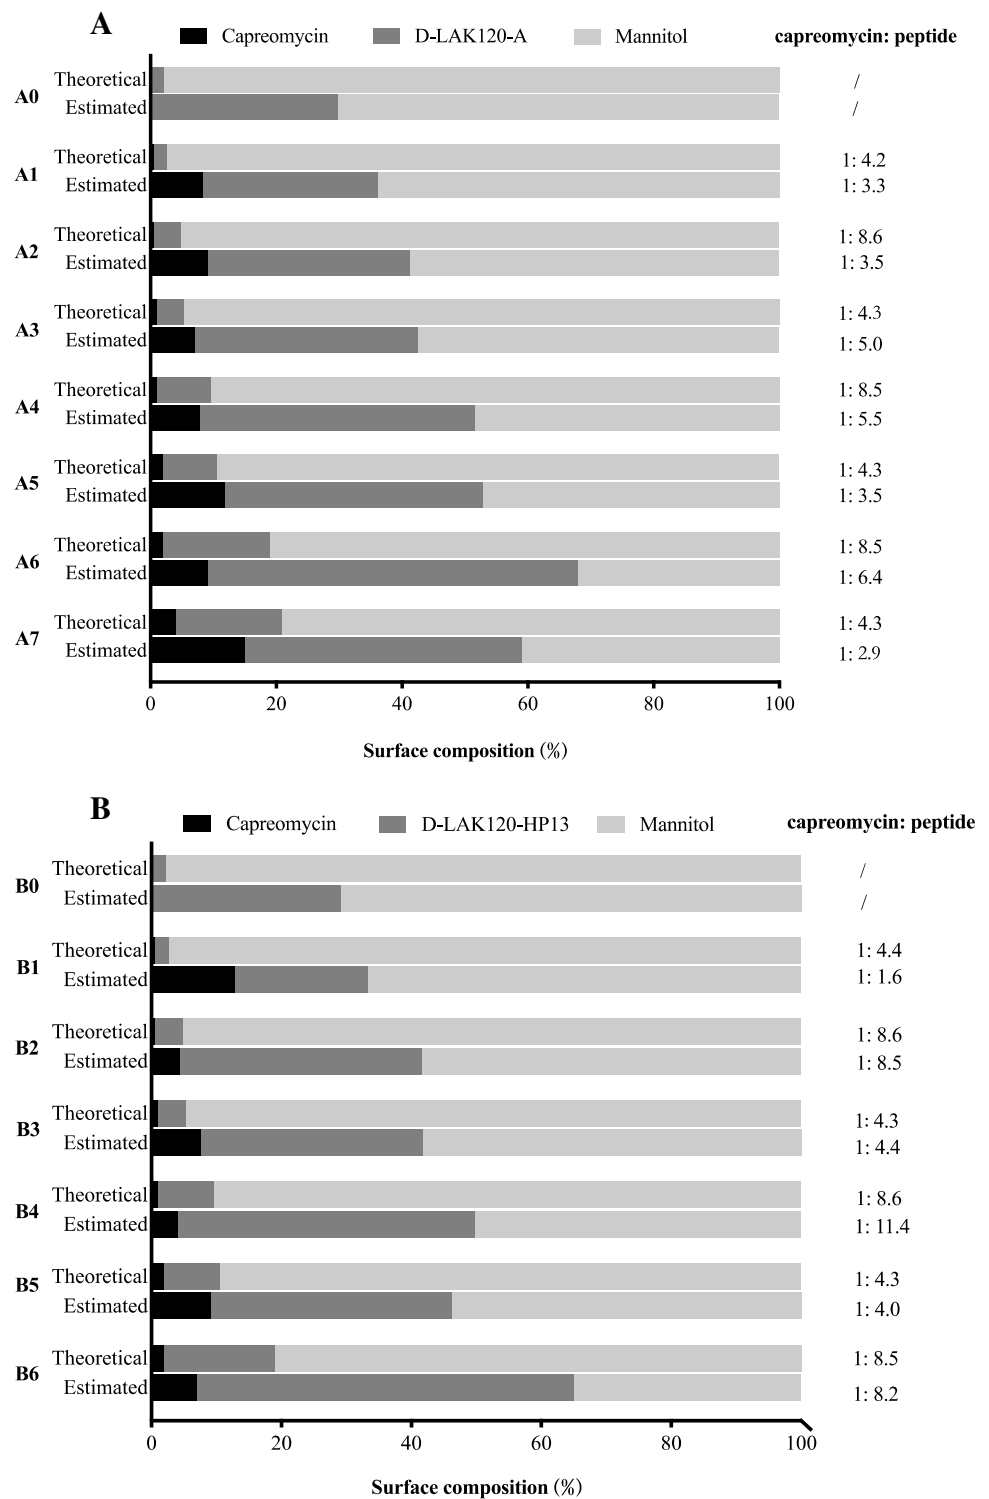 A
Capreomycin D-LAK120-A Mannitol capreomycin: peptide
A0
Theoretical /
Estimated /
A1
Theoretical 1: 4.2
Estimated 1: 3.3
A2
Theoretical 1: 8.6
Estimated 1: 3.5
A3
Theoretical 1: 4.3
Estimated 1: 5.0
A4
Theoretical 1: 8.5
Estimated 1: 5.5
A5
Theoretical 1: 4.3
Estimated 1: 3.5
A6
Theoretical 1: 8.5
Estimated 1: 6.4
A7
Theoretical 1: 4.3
Estimated 1: 2.9
0 20 40 60 80 100
Surface composition (%)
B
Capreomycin D-LAK120-HP13 Mannitol capreomycin: peptide
B0
Theoretical /
Estimated /
B1
Theoretical 1: 4.4
Estimated 1: 1.6
B2
Theoretical 1: 8.6
Estimated 1: 8.5
B3
Theoretical 1: 4.3
Estimated 1: 4.4
B4
Theoretical 1: 8.6
Estimated 1: 11.4
B5
Theoretical 1: 4.3
Estimated 1: 4.0
B6
Theoretical 1: 8.5
Estimated 1: 8.2
0 20 40 60 80 100
Surface composition (%)